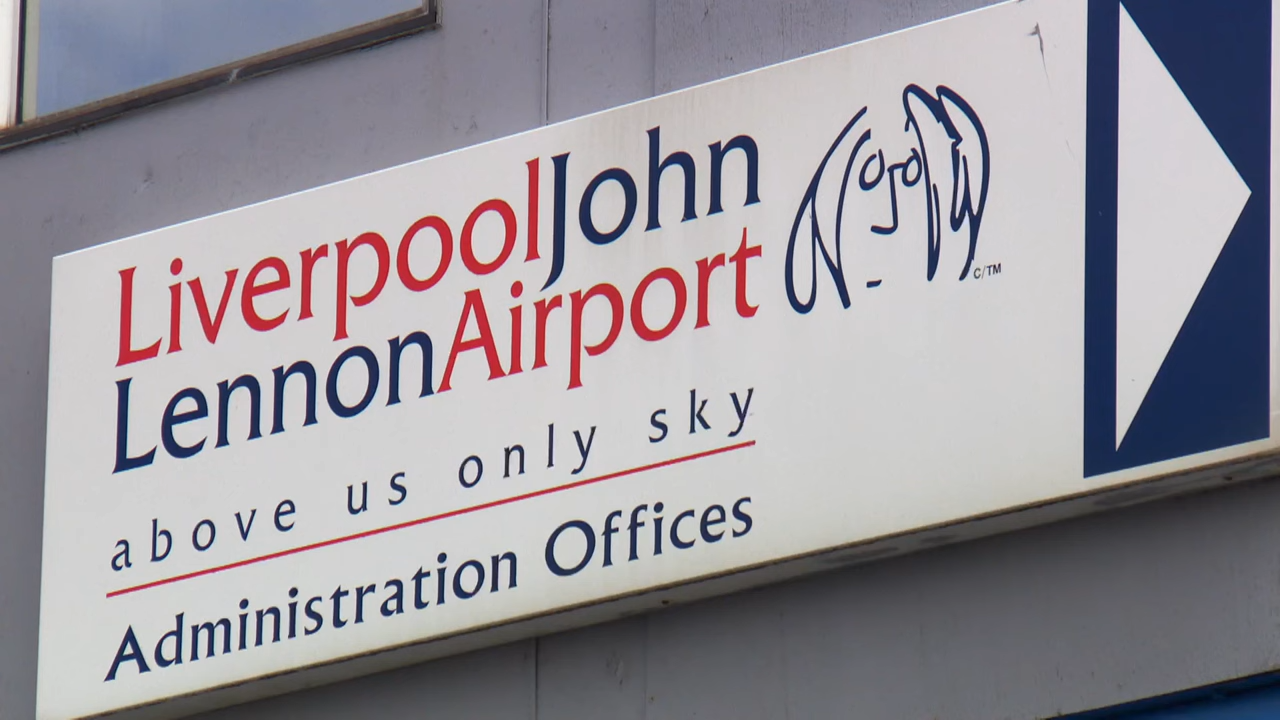 LiverpoolJohn
LennonAirport
above us only sky
Administration Offices
C/TM